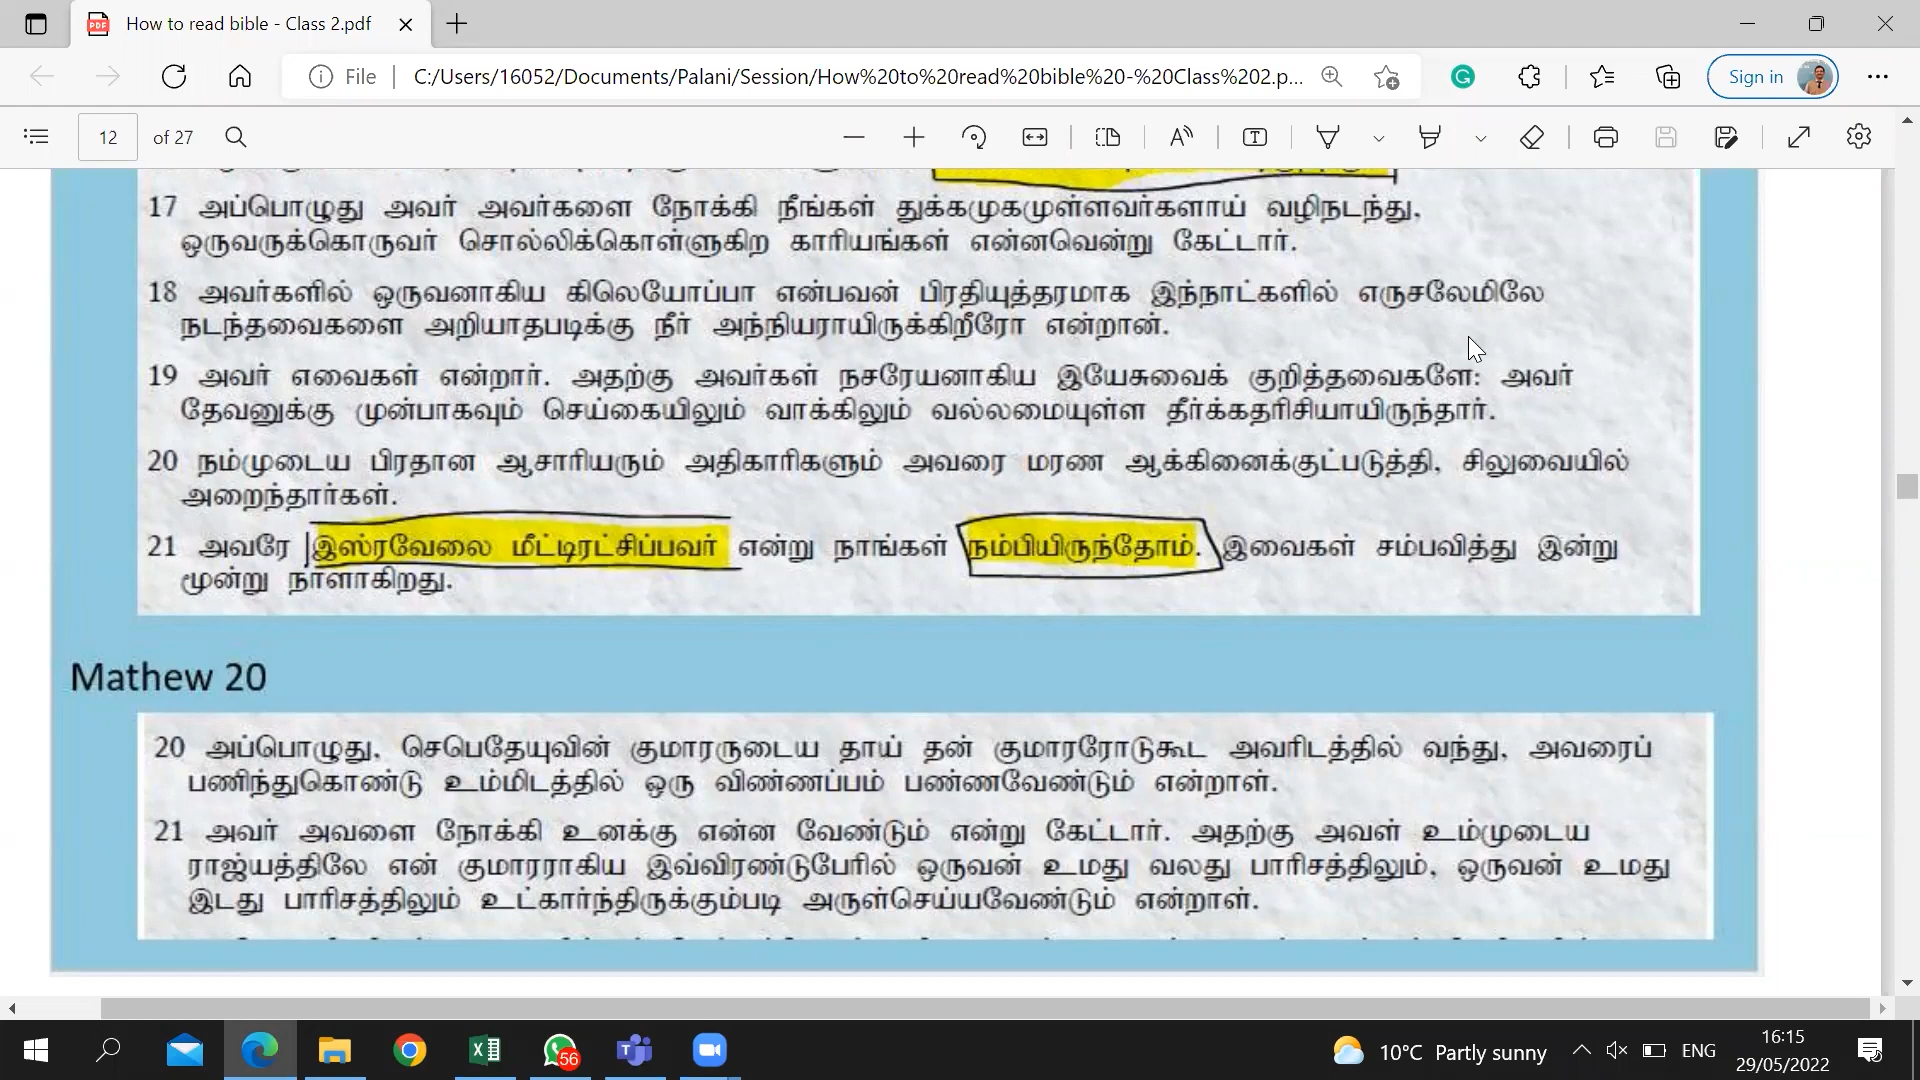 How to read bible - Class 2.pdf
File C:/Users/16052/Documents/Palani/Session/How%20to%20read%20bible%20-%20Class%202.p...
Sign in
12 of 27
17 அப்பொழுது அவர் அவர்களை நோக்கி நீங்கள் துக்கமுகமுள்ளவர்களாய் வழிநடந்து,
ஒருவருக்கொருவர் சொல்லிக்கொள்ளுகிற காரியங்கள் என்னவென்று கேட்டார்.
18 அவர்களில் ஒருவனாகிய கிலெயோப்பா என்பவன் பிரதியுத்தரமாக இந்நாட்களில் எருசலேமிலே
நடந்தவைகளை அறியாதபடிக்கு நீர் அந்நியராயிருக்கிறீரோ என்றான்.
19 அவர் எவைகள் என்றார். அதற்கு அவர்கள் நசரேயனாகிய இயேசுவைக் குறித்தவைகளே: அவர்
தேவனுக்கு முன்பாகவும் செய்கையிலும் வாக்கிலும் வல்லமையுள்ள தீர்க்கதரிசியாயிருந்தார்.
20 நம்முடைய பிரதான ஆசாரியரும் அதிகாரிகளும் அவரை மரண ஆக்கினைக்குட்படுத்தி, சிலுவையில்
அறைந்தார்கள்.
21 அவரே இஸ்ரவேலை மீட்டிரட்சிப்பவர் என்று நாங்கள் நம்பியிருந்தோம். இவைகள் சம்பவித்து இன்று
மூன்று நாளாகிறது.
Mathew 20
20 அப்பொழுது, செபெதேயுவின் குமாரருடைய தாய் தன் குமாரரோடுகூட அவரிடத்தில் வந்து, அவரைப்
பணிந்துகொண்டு உம்மிடத்தில் ஒரு விண்ணப்பம் பண்ணவேண்டும் என்றாள்.
21 அவர் அவளை நோக்கி உனக்கு என்ன வேண்டும் என்று கேட்டார். அதற்கு அவள் உம்முடைய
ராஜ்யத்திலே என் குமாரராகிய இவ்விரண்டுபேரில் ஒருவன் உமது வலது பாரிசத்திலும், ஒருவன் உமது
இடது பாரிசத்திலும் உட்கார்ந்திருக்கும்படி அருள்செய்யவேண்டும் என்றாள்.
56
10°C Partly sunny
ENG
16:15
29/05/2022